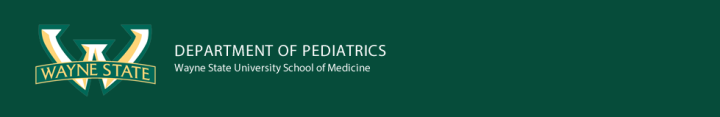 WAYNE STATE
DEPARTMENT OF PEDIATRICS
Wayne State University School of Medicine